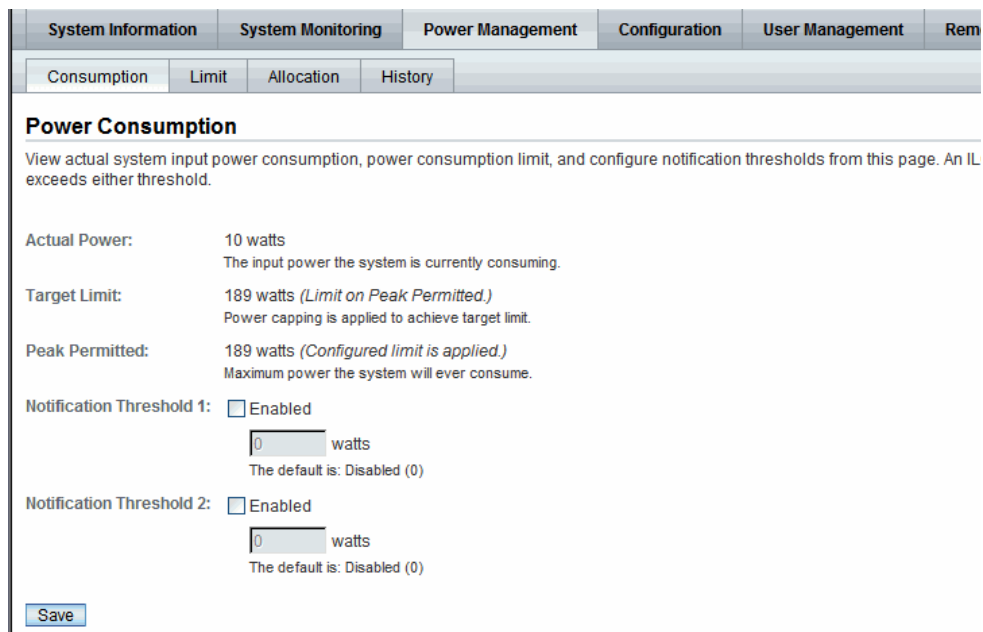 System Information System Monitoring Power Management Configuration User Management
Consumption Limit Allocation History
Power Consumption
View actual system input power consumption, power consumption limit, and configure notification thresholds from this page. An
exceeds either threshold.
Actual Power: 10 watts
The input power the system is currently consuming.
Target Limit: 189 watts (Limit on Peak Permitted.)
Power capping is applied to achieve target limit.
Peak Permitted: 189 watts (Configured limit is applied.)
Maximum power the system will ever consume.
Notification Threshold 1: Enabled
0 watts
The default is: Disabled (0)
Notification Threshold 2: Enabled
0 watts
The default is: Disabled (0)
Save